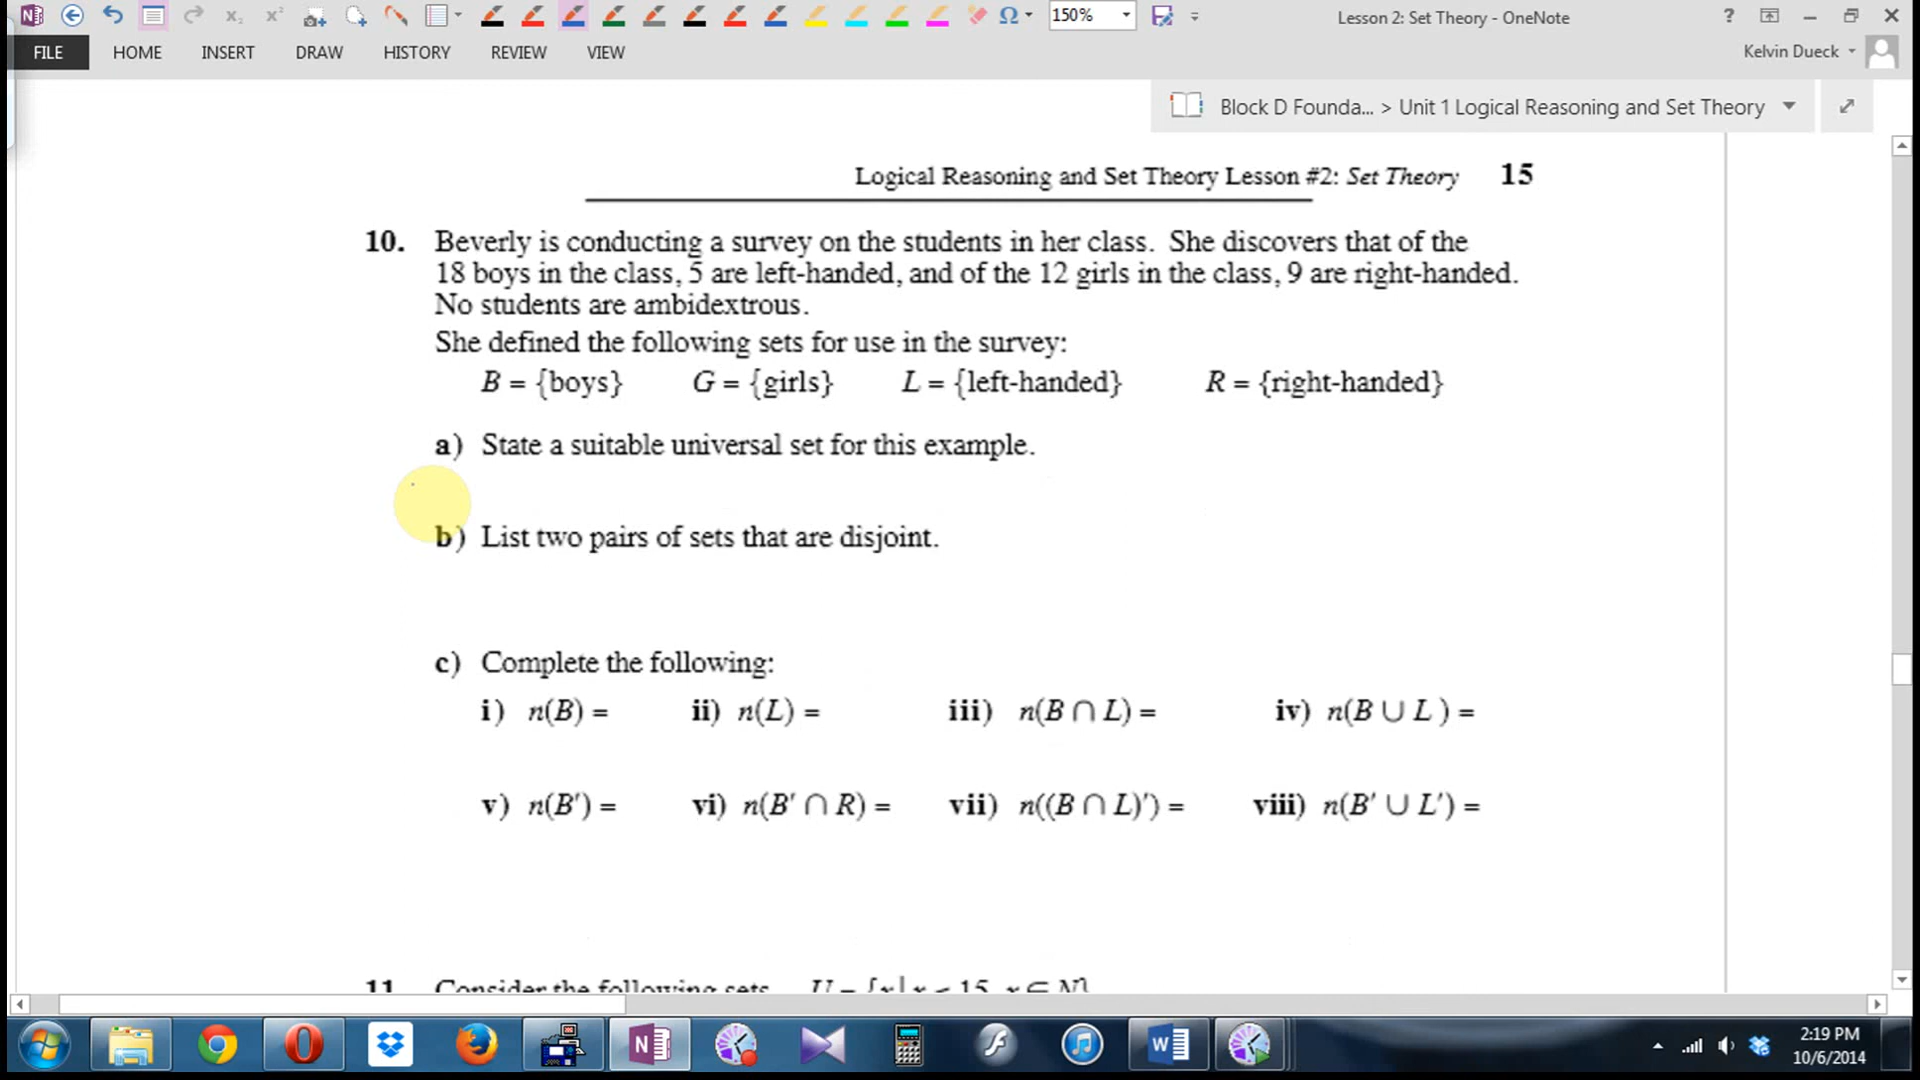 150%
Lesson 2: Set Theory - OneNote
FILE HOME INSERT DRAW HISTORY REVIEW VIEW
Kelvin Dueck
Block D Founda... > Unit 1 Logical Reasoning and Set Theory
Logical Reasoning and Set Theory Lesson #2: Set Theory 15
10. Beverly is conducting a survey on the students in her class. She discovers that of the
18 boys in the class, 5 are left-handed, and of the 12 girls in the class, 9 are right-handed.
No students are ambidextrous.
She defined the following sets for use in the survey:
B = {boys} G = {girls} L = {left-handed} R = {right-handed}
a) State a suitable universal set for this example.
b) List two pairs of sets that are disjoint.
c) Complete the following:
i) n(B) = ii) n(L) = iii) n(B ∩ L) = iv) n(B ∪ L ) =
v) n(B′) = vi) n(B′ ∩ R) = vii) n((B ∩ L)′) = viii) n(B′ ∪ L′) =
11. Consider the following sets U = {x | x < 15, x ∈ N}
2:19 PM
10/6/2014